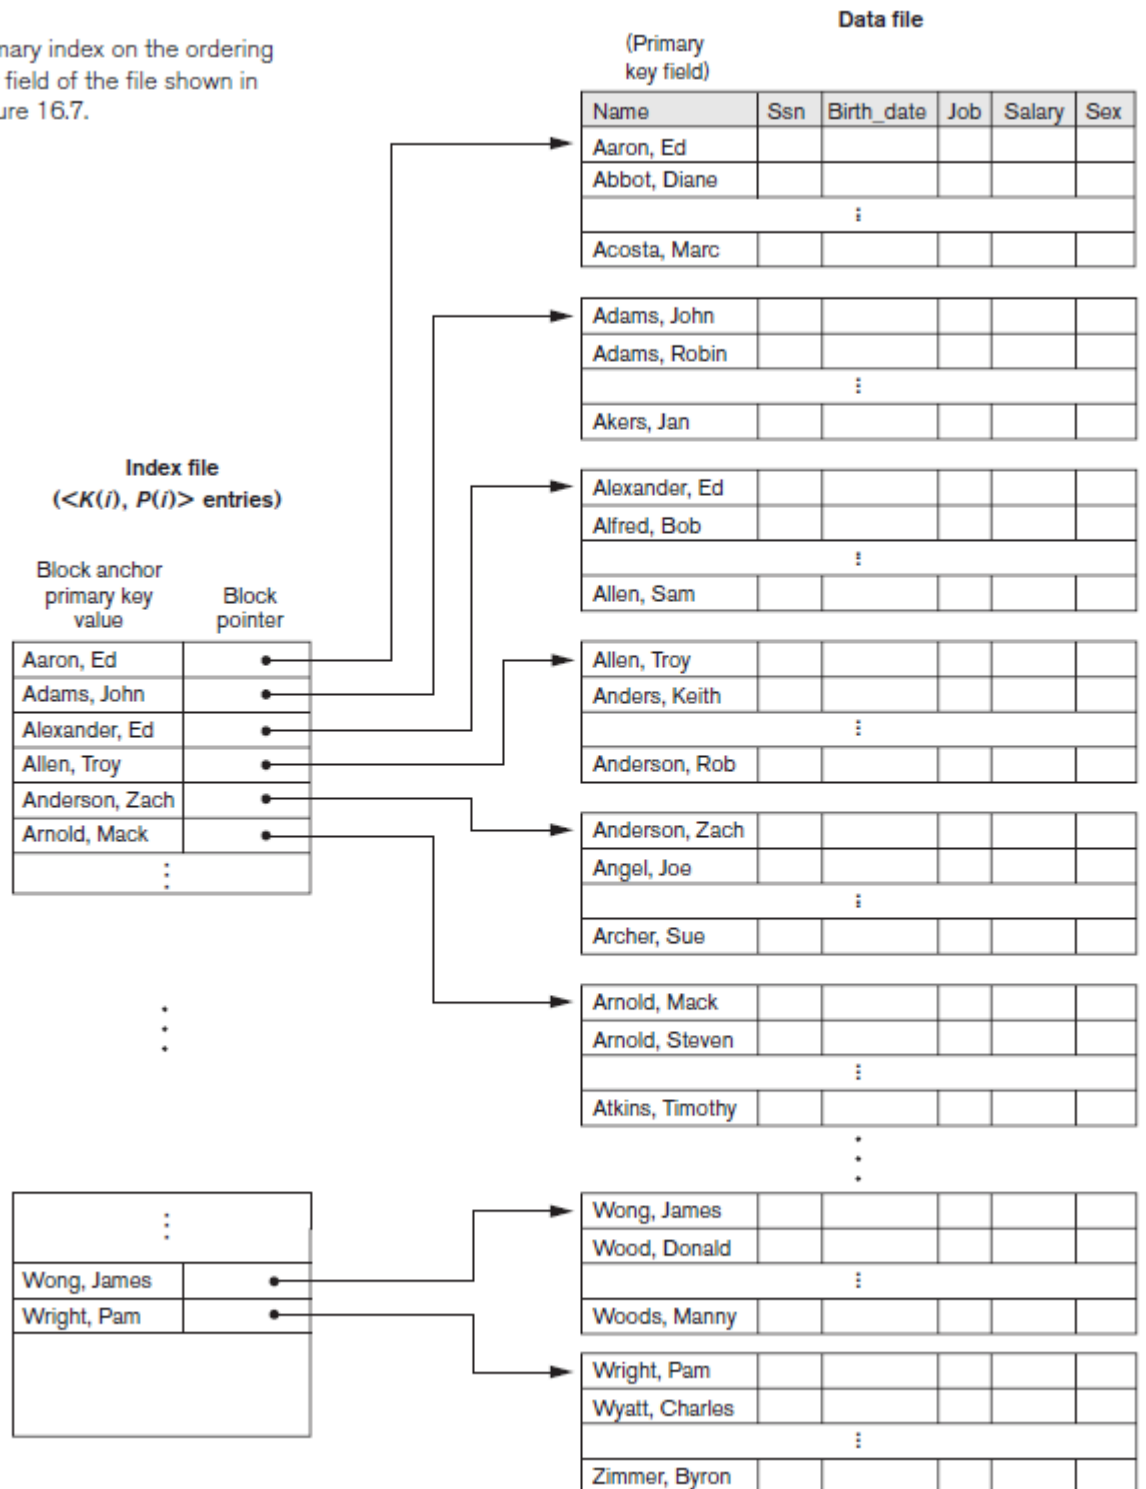 Data file
mary index on the ordering
field of the file shown in
ure 16.7.
(Primary
key field)
Name Ssn Birth_date Job Salary Sex
Aaron, Ed
Abbot, Diane
⋮
Acosta, Marc
Adams, John
Adams, Robin
⋮
Akers, Jan
Alexander, Ed
Alfred, Bob
⋮
Allen, Sam
Allen, Troy
Anders, Keith
⋮
Anderson, Rob
Anderson, Zach
Angel, Joe
⋮
Archer, Sue
Arnold, Mack
Arnold, Steven
⋮
Atkins, Timothy
⋮
Wong, James
Wood, Donald
⋮
Woods, Manny
Wright, Pam
Wyatt, Charles
⋮
Zimmer, Byron
Index file
(<K(i), P(i)> entries)
Block anchor
primary key
value
Block
pointer
Aaron, Ed
Adams, John
Alexander, Ed
Allen, Troy
Anderson, Zach
Arnold, Mack
⋮
⋮
⋮
Wong, James
Wright, Pam